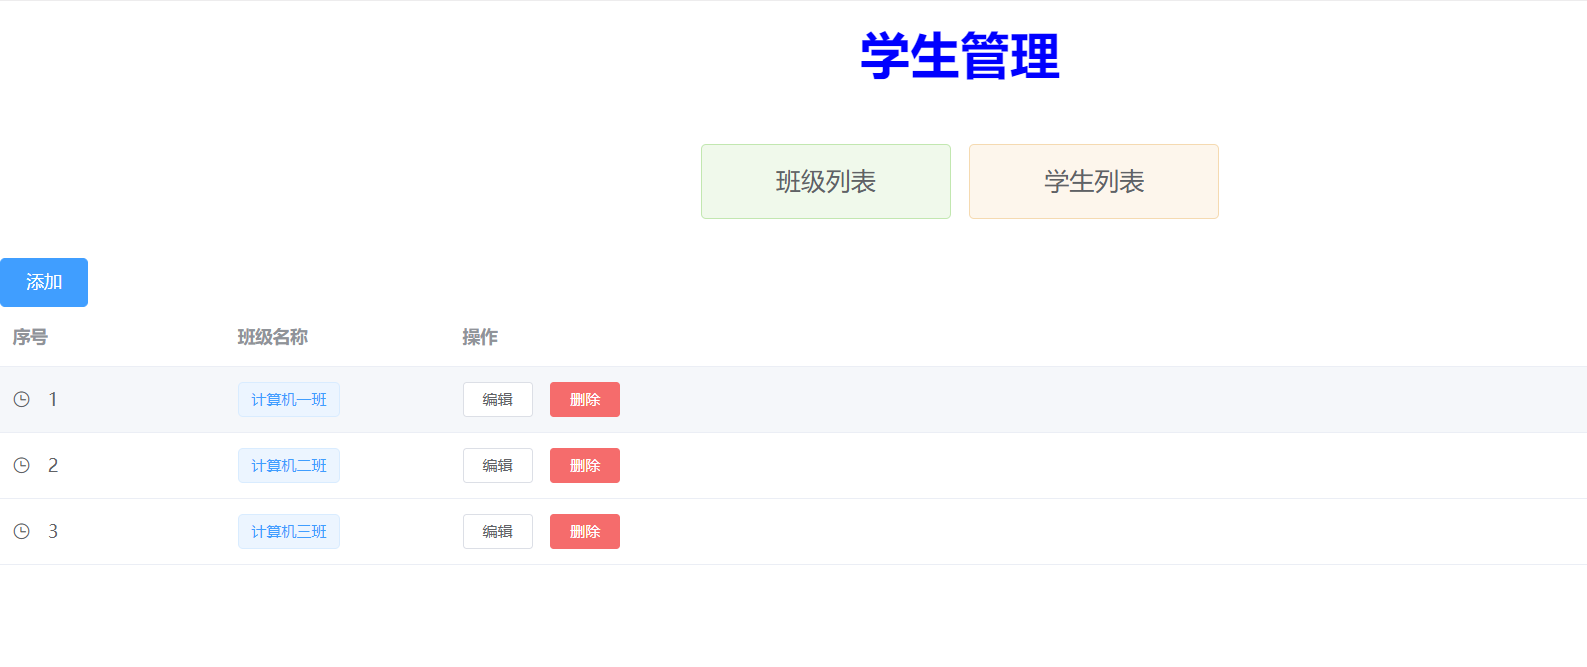 学生管理
班级列表 学生列表
添加
序号 班级名称 操作
1 计算机一班 编辑 删除
2 计算机二班 编辑 删除
3 计算机三班 编辑 删除